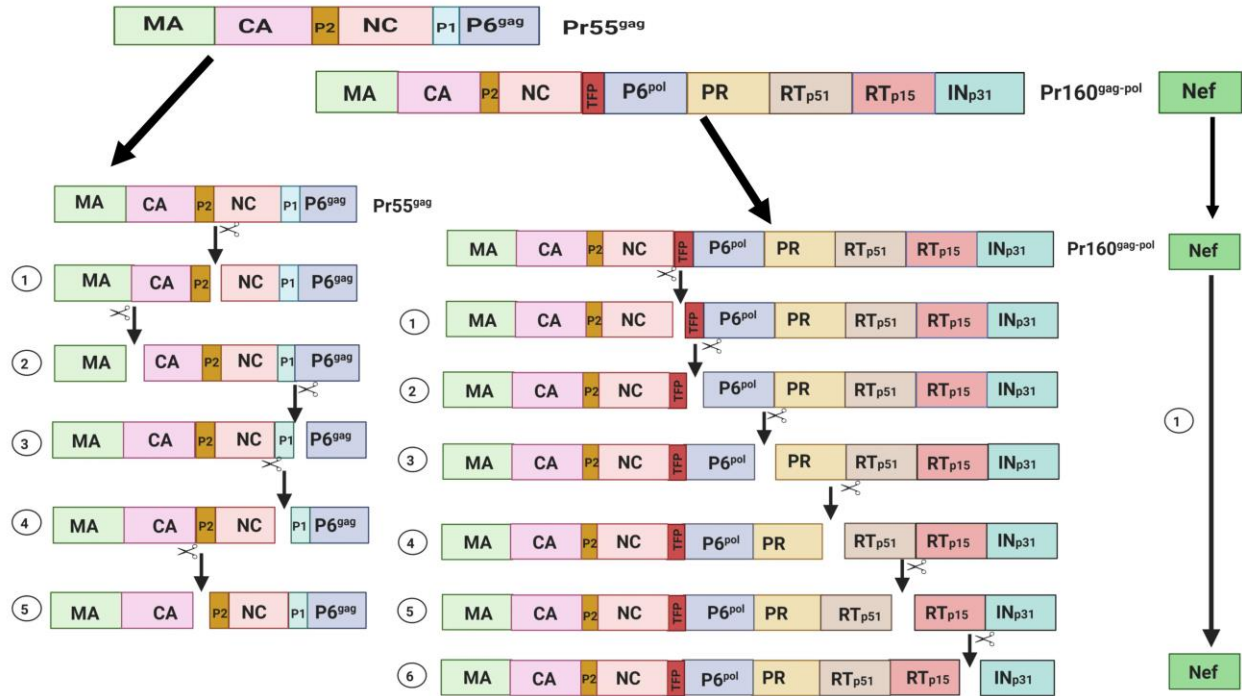 MA CA P2 NC P1 P6gag Pr55gag
MA CA P2 NC TFP P6pol PR RTp51 RTp15 INp31 Pr160gag-pol Nef
MA CA P2 NC P1 P6gag Pr55gag
MA CA P2 NC TFP P6pol PR RTp51 RTp15 INp31 Pr160gag-pol Nef
1 MA CA P2 NC P1 P6gag
1 MA CA P2 NC TFP P6pol PR RTp51 RTp15 INp31
2 MA CA P2 NC P1 P6gag
2 MA CA P2 NC TFP P6pol PR RTp51 RTp15 INp31
1
3 MA CA P2 NC P1 P6gag
3 MA CA P2 NC TFP P6pol PR RTp51 RTp15 INp31
4 MA CA P2 NC P1 P6gag
4 MA CA P2 NC TFP P6pol PR RTp51 RTp15 INp31
5 MA CA P2 NC P1 P6gag
5 MA CA P2 NC TFP P6pol PR RTp51 RTp15 INp31
6 MA CA P2 NC TFP P6pol PR RTp51 RTp15 INp31 Nef